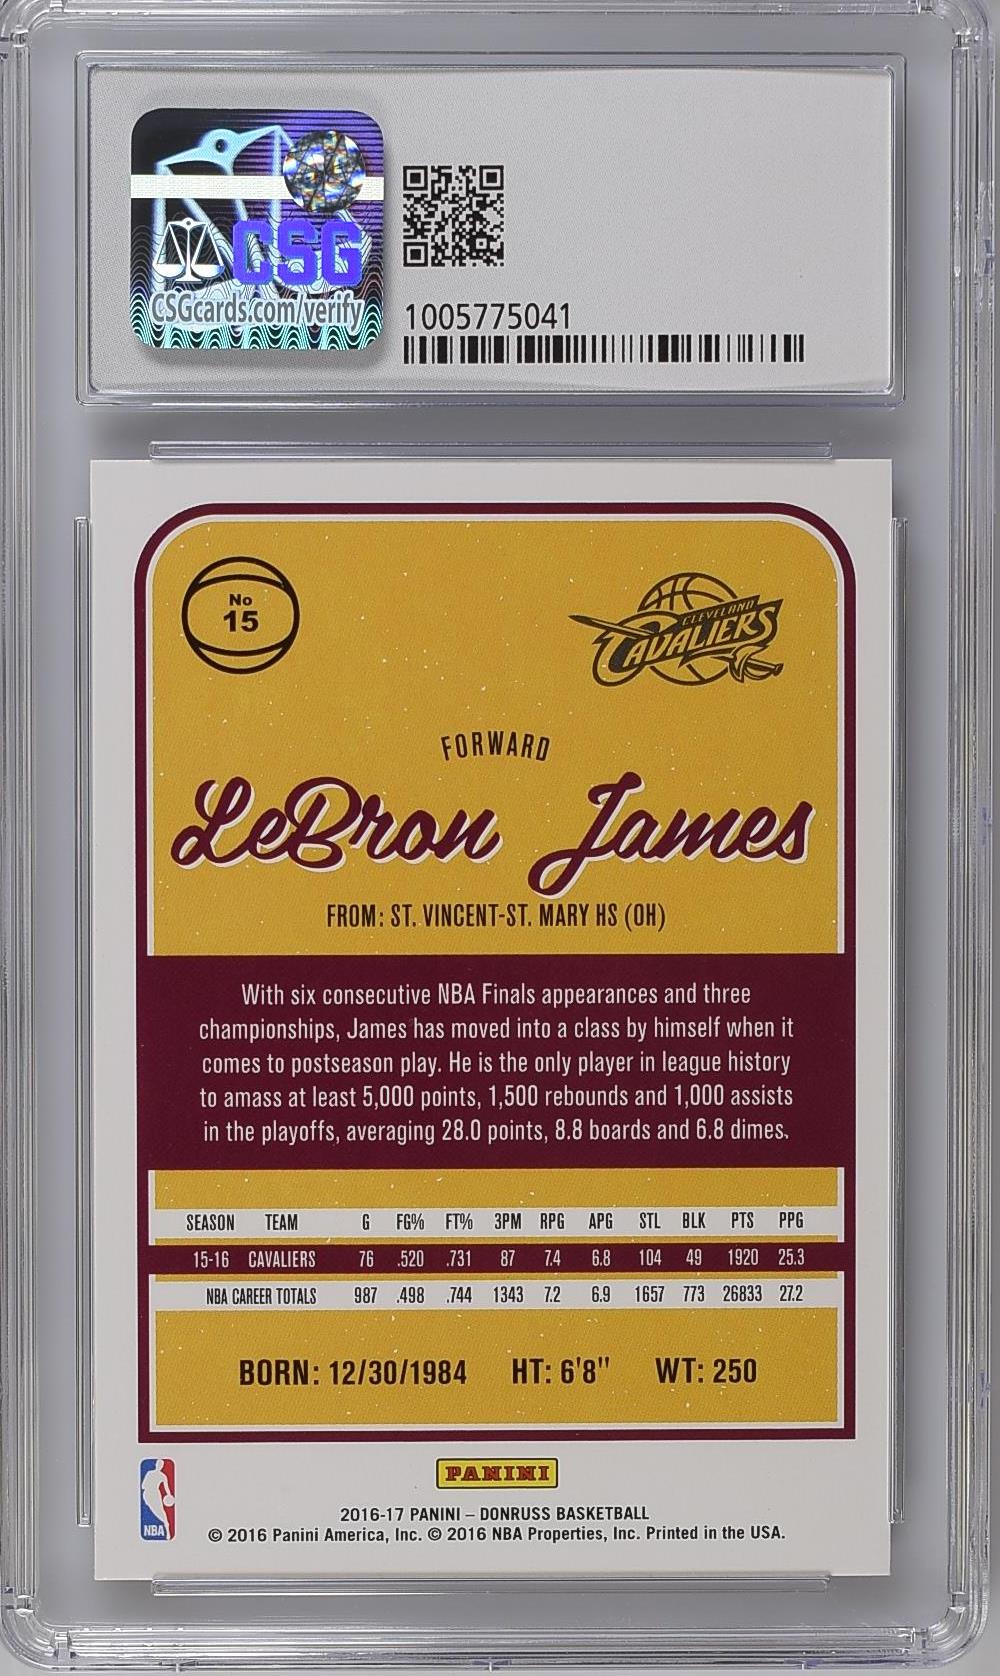 CSG
CSGcards.com/verify
1005775041
No
15
CLEVELAND
CAVALIERS
FORWARD
LeBron James
FROM: ST. VINCENT-ST. MARY HS (OH)
With six consecutive NBA Finals appearances and three
championships, James has moved into a class by himself when it
comes to postseason play. He is the only player in league history
to amass at least 5,000 points, 1,500 rebounds and 1,000 assists
in the playoffs, averaging 28.0 points, 8.8 boards and 6.8 dimes.
SEASON TEAM G FG% FT% 3PM RPG APG STL BLK PTS PPG
15-16 CAVALIERS 76 .520 .731 87 7.4 6.8 104 49 1920 25.3
NBA CAREER TOTALS 987 .498 .744 1343 7.2 6.9 1657 773 26833 27.2
BORN: 12/30/1984 HT: 6'8" WT: 250
PANINI
NBA
2016-17 PANINI – DONRUSS BASKETBALL
© 2016 Panini America, Inc. © 2016 NBA Properties, Inc. Printed in the USA.